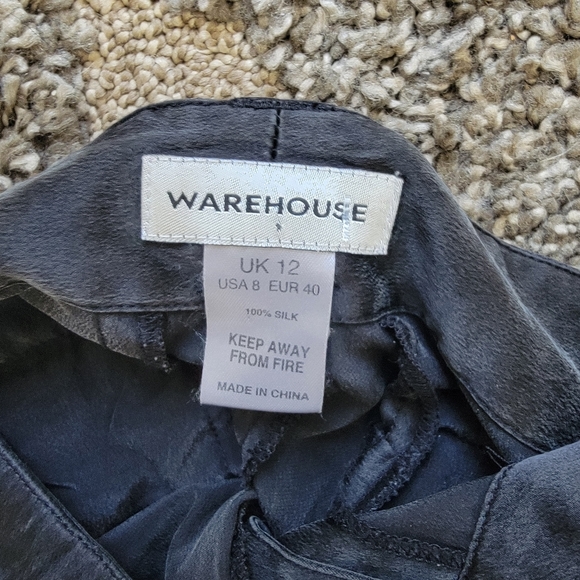 WAREHOUSE
UK 12
USA 8 EUR 40
100% SILK
KEEP AWAY
FROM FIRE
MADE IN CHINA